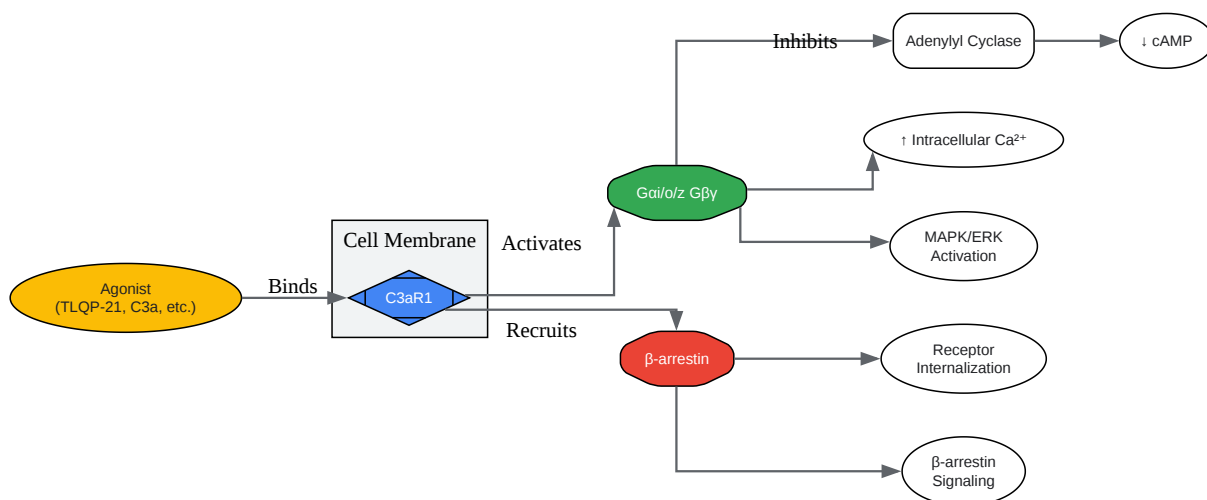 Inhibits
Adenylyl Cyclase
↓ cAMP
↑ Intracellular Ca²⁺
Gαi/o/z Gβγ
Cell Membrane
Activates
MAPK/ERK
Activation
Agonist
(TLQP-21, C3a, etc.)
Binds
C3aR1
Recruits
β-arrestin
Receptor
Internalization
β-arrestin
Signaling